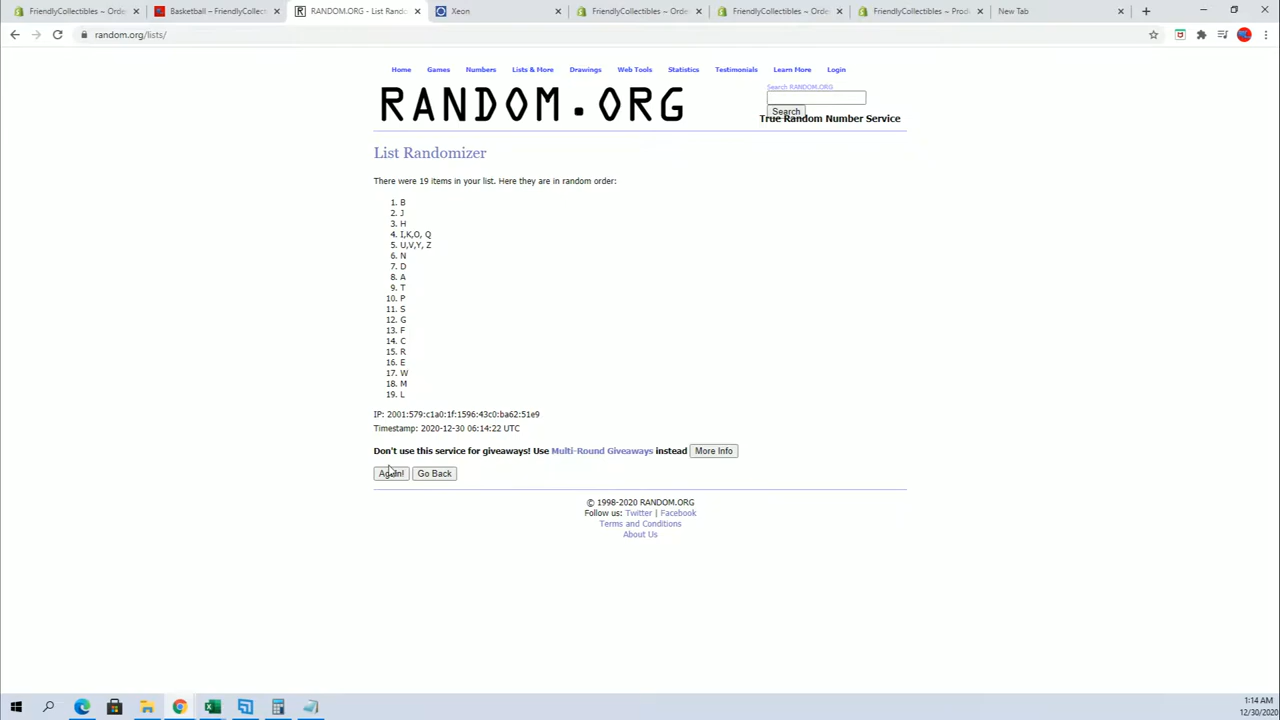 FriendlyCollectibles ~ Orde
Basketball – FriendlyCollect
RANDOM.ORG - List Rando
Xeon
FriendlyCollectibles ~ Orde
FriendlyCollectibles ~ Orde
FriendlyCollectibles ~ Prod
New Tab
random.org/lists/
Home Games Numbers Lists & More Drawings Web Tools Statistics Testimonials Learn More Login
RANDOM.ORG
Search RANDOM.ORG
Search
True Random Number Service
List Randomizer
There were 19 items in your list. Here they are in random order:
1. B
2. J
3. H
4. I,K,O, Q
5. U,V,Y, Z
6. N
7. D
8. A
9. T
10. P
11. S
12. G
13. F
14. C
15. R
16. E
17. W
18. M
19. L
IP: 2001:579:c1a0:1f:1596:43c0:ba62:51e9
Timestamp: 2020-12-30 06:14:22 UTC
Don't use this service for giveaways! Use Multi-Round Giveaways instead More Info
Again! Go Back
© 1998-2020 RANDOM.ORG
Follow us: Twitter | Facebook
Terms and Conditions
About Us
1:14 AM
12/30/2020